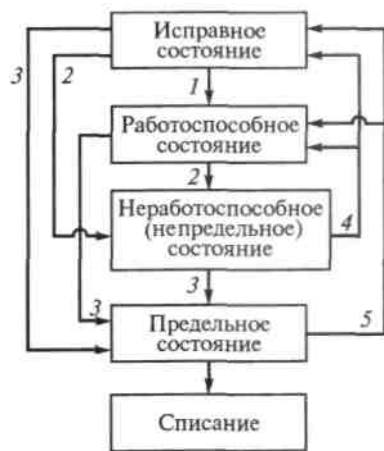 Исправное
состояние
3
2
1
Работоспособное
состояние
2
Неработоспособное
(непредельное)
состояние
4
3
3
Предельное
состояние
5
Списание